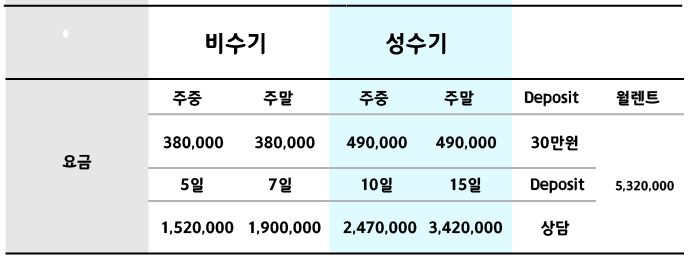 비수기 성수기
주중 주말 주중 주말 Deposit 월렌트
요금
380,000 380,000 490,000 490,000 30만원
5일 7일 10일 15일 Deposit 5,320,000
1,520,000 1,900,000 2,470,000 3,420,000 상담